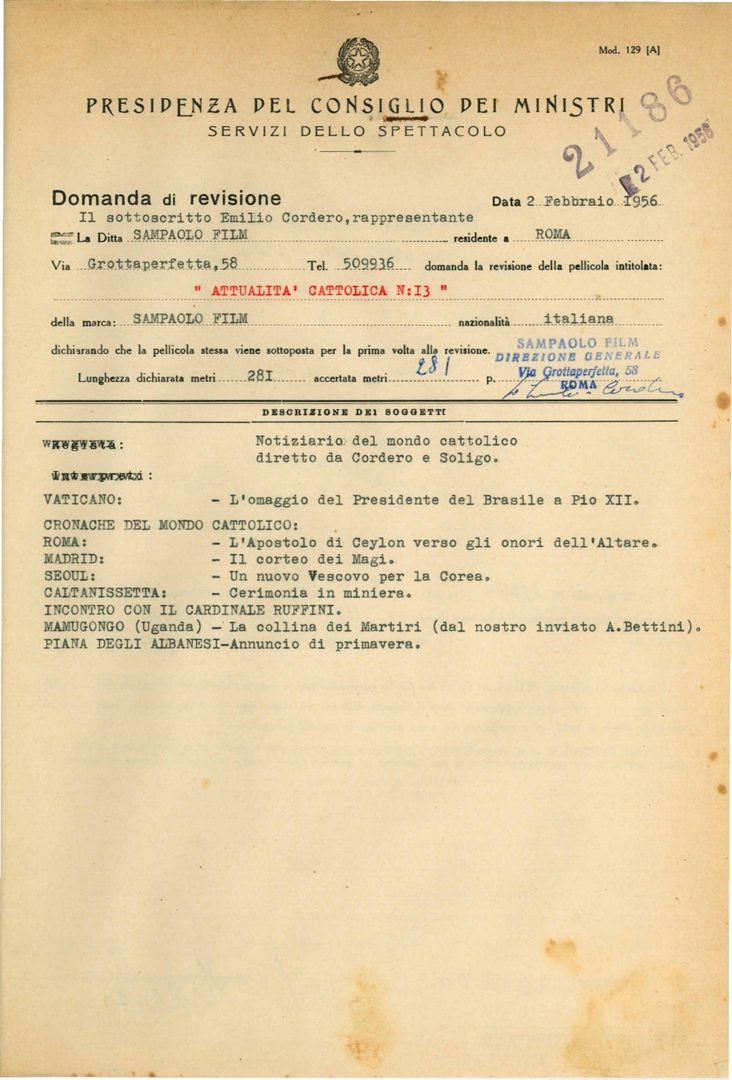 Mod. 129 [A]
PRESIDENZA DEL CONSIGLIO DEI MINISTRI
SERVIZI DELLO SPETTACOLO
21186
2 FEB. 1956
Domanda di revisione Data 2 Febbraio 1956
Il sottoscritto Emilio Cordero,rappresentante
La Ditta SAMPAOLO FILM residente a ROMA
Via Grottaperfetta,58 Tel. 509936 domanda la revisione della pellicola intitolata:
" ATTUALITA' CATTOLICA N:I3 "
della marca: SAMPAOLO FILM nazionalità italiana
dichiarando che la pellicola stessa viene sottoposta per la prima volta alla revisione.
SAMPAOLO FILM
DIREZIONE GENERALE
Via Grottaperfetta, 58
ROMA
Lunghezza dichiarata metri 28I accertata metri 281 p.
DESCRIZIONE DEI SOGGETTI
Regista: Notiziario del mondo cattolico
diretto da Cordero e Soligo.
Interpreti:
VATICANO: - L'omaggio del Presidente del Brasile a Pio XII.
CRONACHE DEL MONDO CATTOLICO:
ROMA: - L'Apostolo di Ceylon verso gli onori dell'Altare.
MADRID: - Il corteo dei Magi.
SEOUL: - Un nuovo Vescovo per la Corea.
CALTANISSETTA: - Cerimonia in miniera.
INCONTRO CON IL CARDINALE RUFFINI.
MAMUGONGO (Uganda) - La collina dei Martiri (dal nostro inviato A.Bettini).
PIANA DEGLI ALBANESI-Annuncio di primavera.